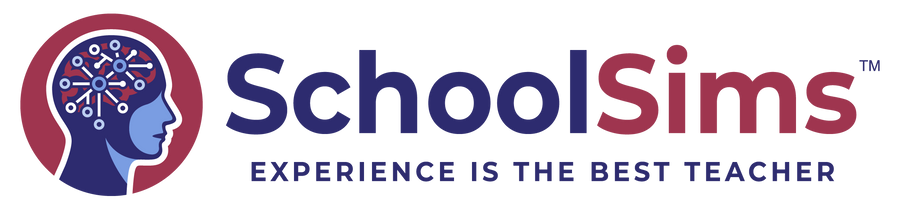 SchoolSims™
EXPERIENCE IS THE BEST TEACHER